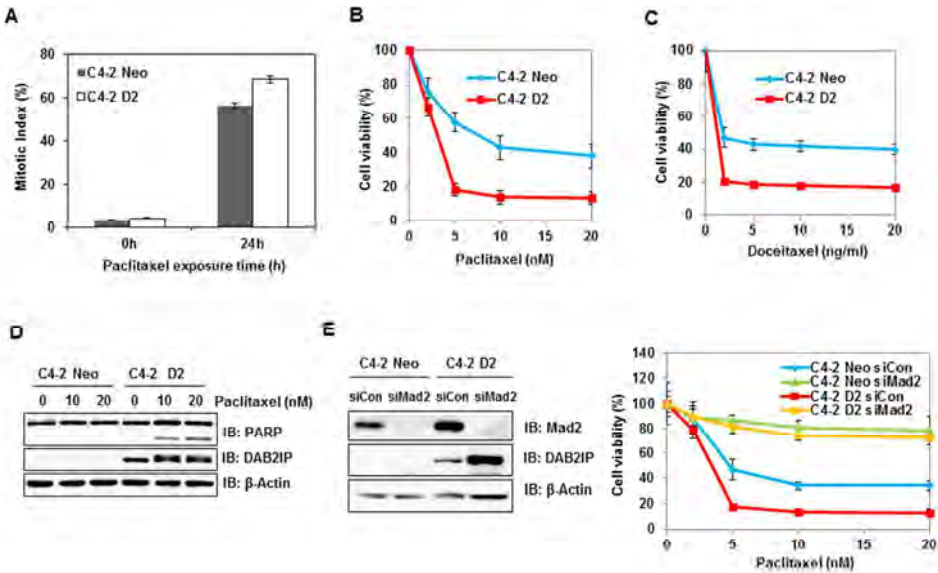 A
80
60
40
20
0
Mitotic Index (%)
C4-2 Neo
C4-2 D2
0h
24h
Paclitaxel exposure time (h)
B
100
80
60
40
20
0
Cell viability (%)
C4-2 Neo
C4-2 D2
0 5 10 15 20
Paclitaxel (nM)
C
100
80
60
40
20
0
Cell viability (%)
C4-2 Neo
C4-2 D2
0 5 10 15 20
Doceitaxel (ng/ml)
D
C4-2 Neo C4-2 D2
0 10 20 0 10 20 Paclitaxel (nM)
IB: PARP
IB: DAB2IP
IB: β-Actin
E
C4-2 Neo C4-2 D2
siCon siMad2 siCon siMad2
IB: Mad2
IB: DAB2IP
IB: β-Actin
140
120
100
80
60
40
20
0
Cell viability (%)
C4-2 Neo siCon
C4-2 Neo siMad2
C4-2 D2 siCon
C4-2 D2 siMad2
0 5 10 15 20
Paclitaxel (nM)